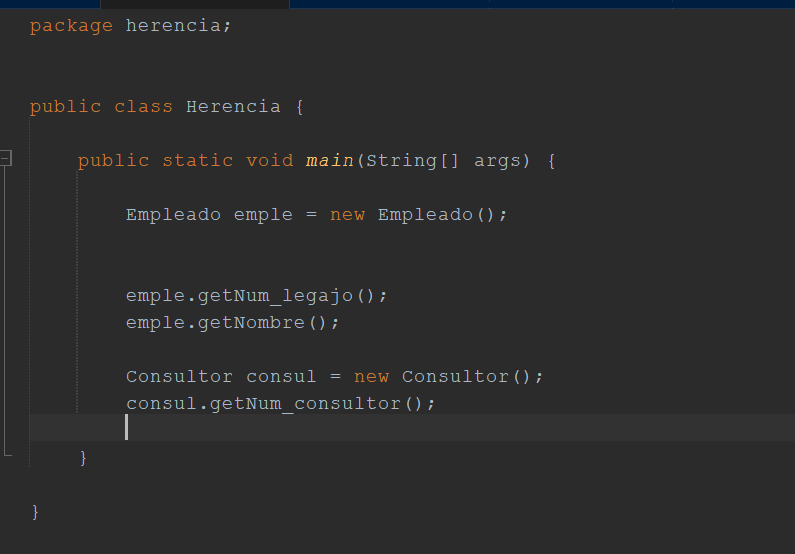 package herencia;
public class Herencia {
public static void main(String[] args) {
Empleado emple = new Empleado();
emple.getNum_legajo();
emple.getNombre();
Consultor consul = new Consultor();
consul.getNum_consultor();
}
}